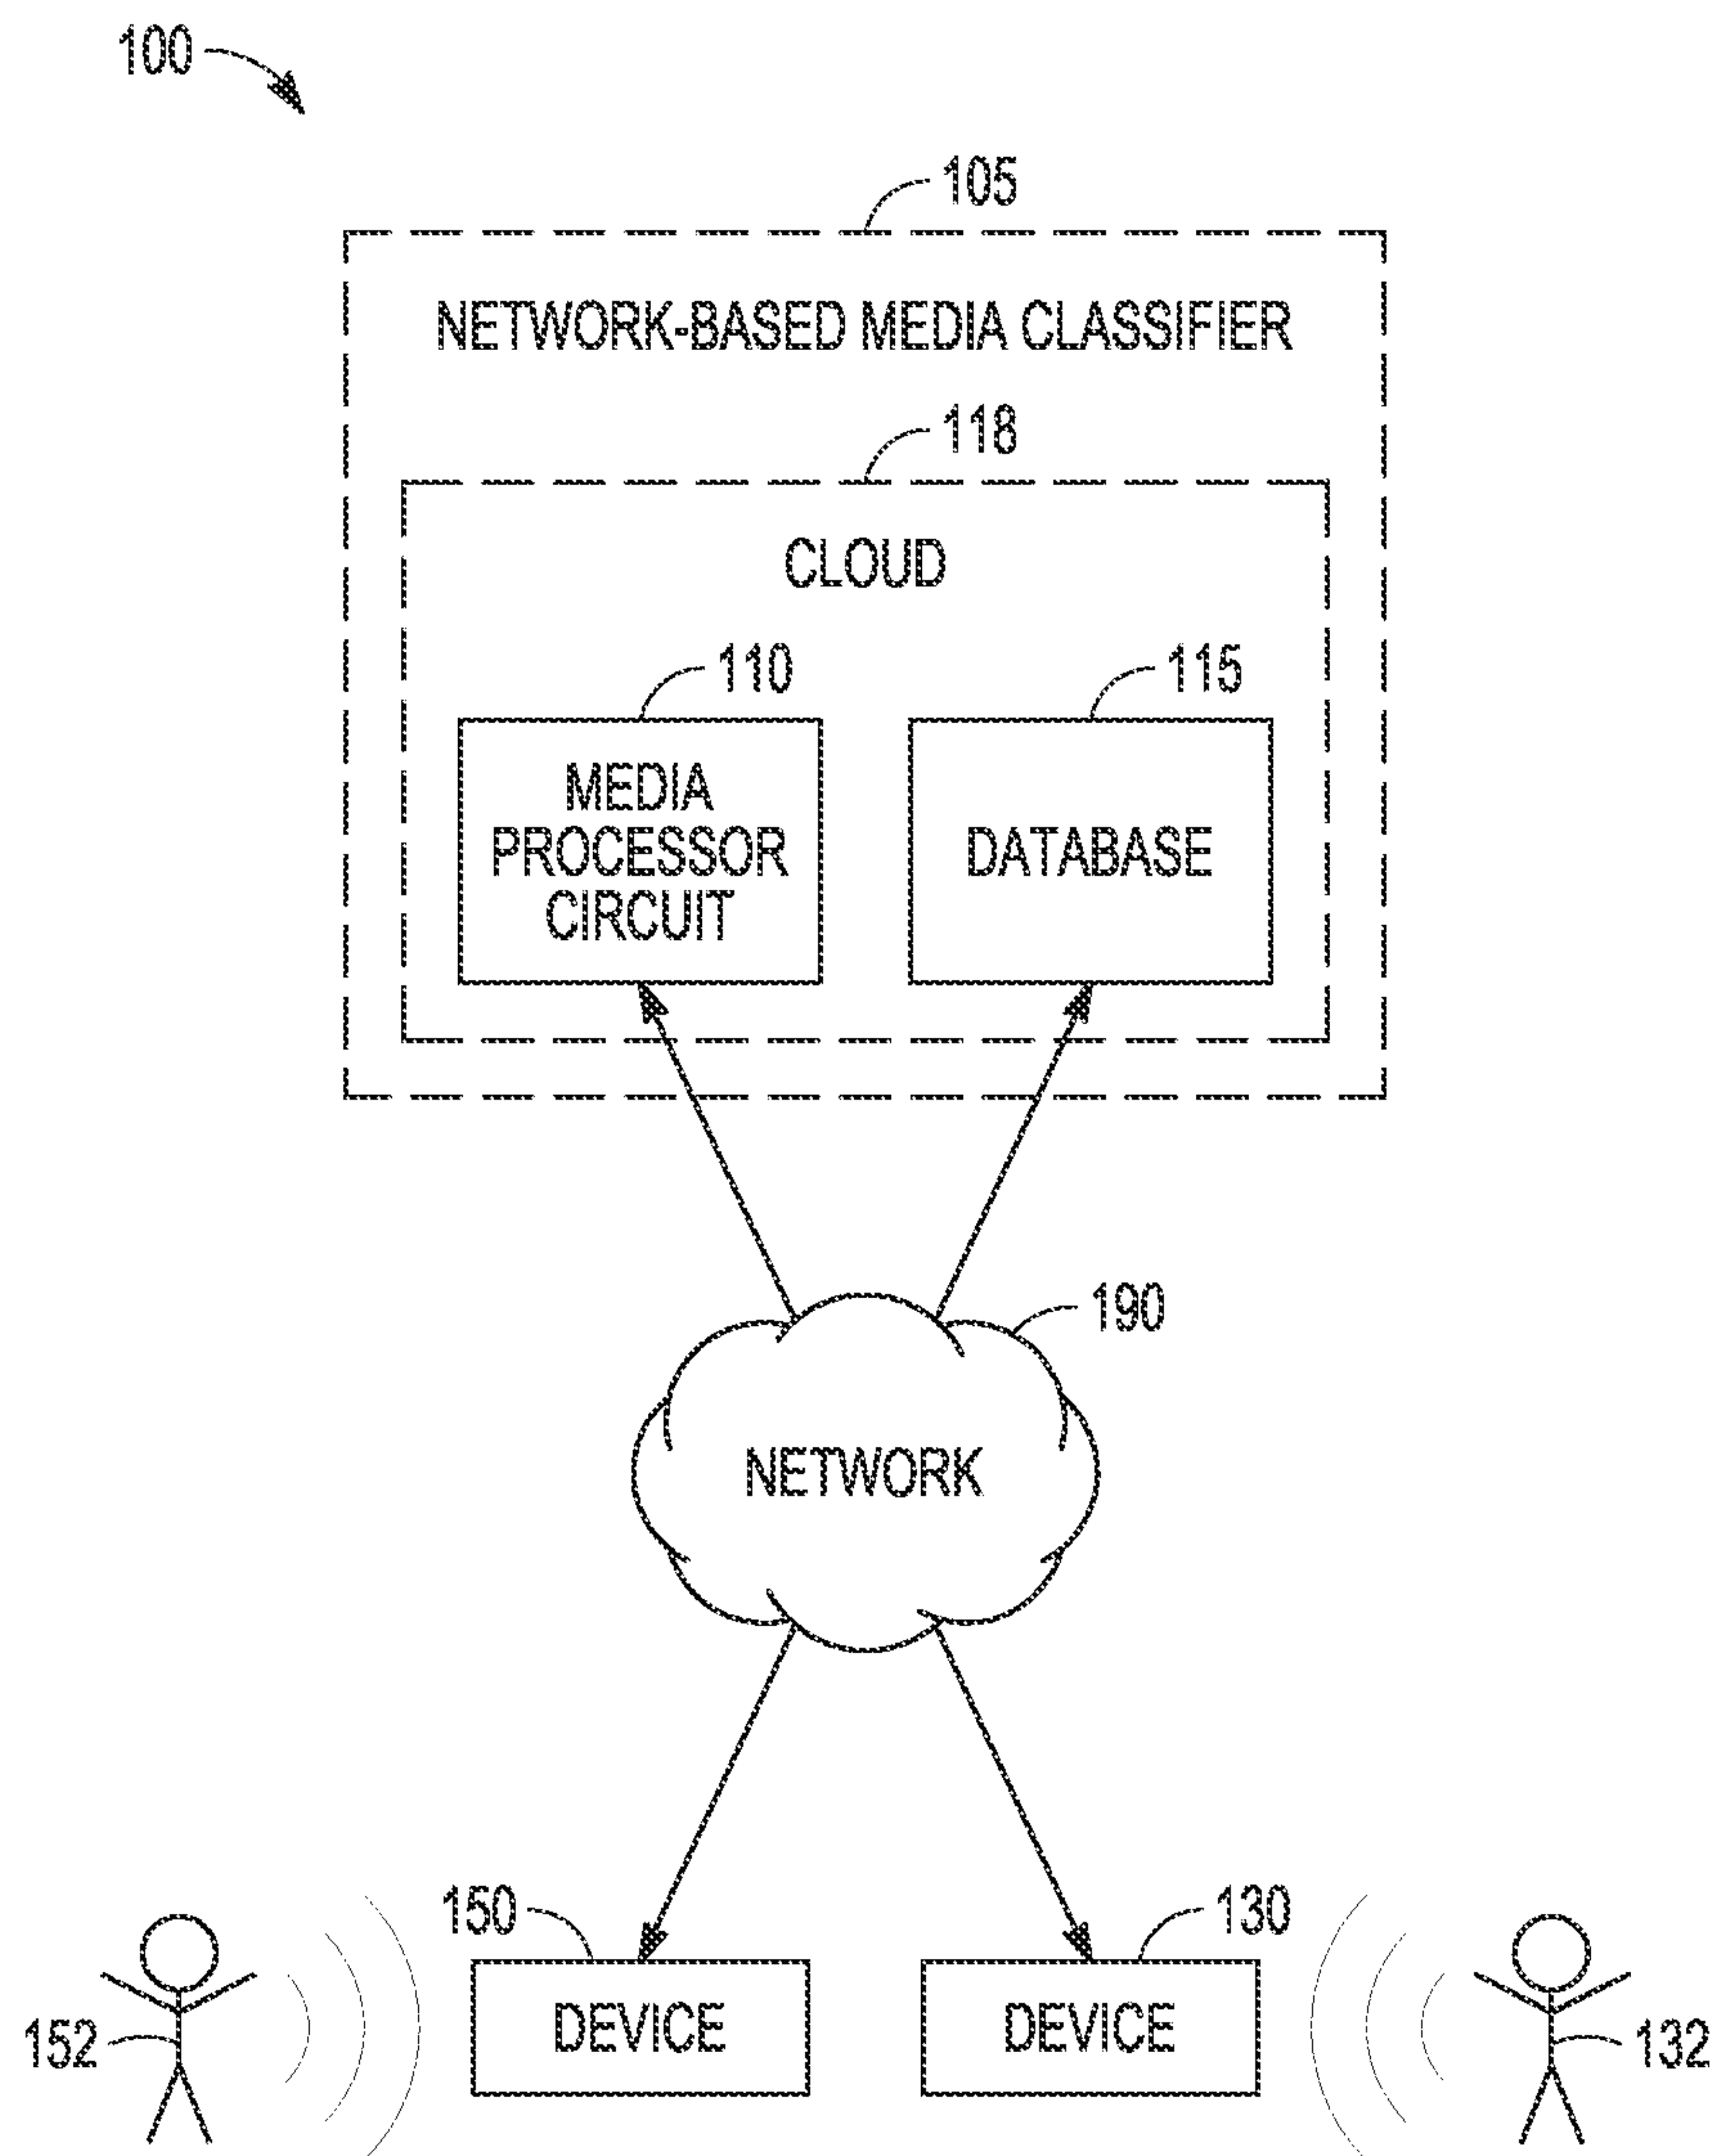 100
105
NETWORK-BASED MEDIA CLASSIFIER
118
CLOUD
110
115
MEDIA
PROCESSOR
CIRCUIT
DATABASE
190
NETWORK
150
130
DEVICE
DEVICE
152
132